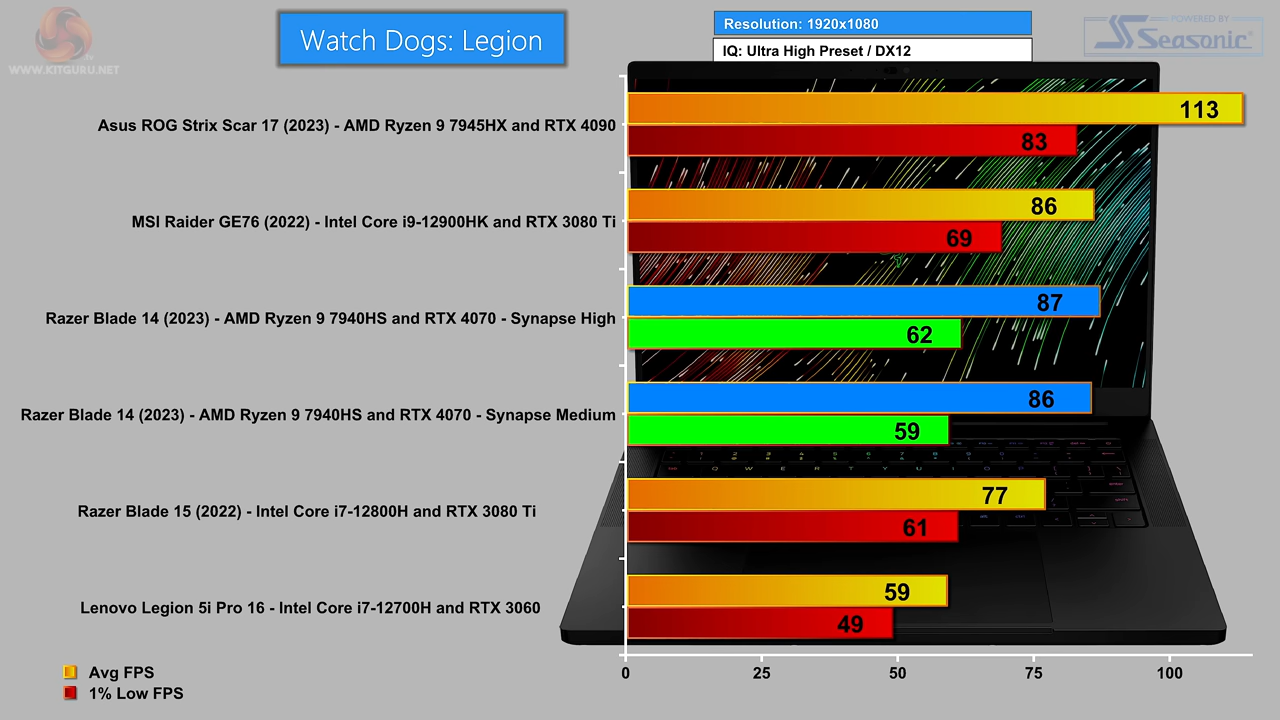 WWW.KITGURU.NET
Watch Dogs: Legion
Resolution: 1920x1080
IQ: Ultra High Preset / DX12
POWERED BY
Seasonic
Asus ROG Strix Scar 17 (2023) - AMD Ryzen 9 7945HX and RTX 4090
113
83
MSI Raider GE76 (2022) - Intel Core i9-12900HK and RTX 3080 Ti
86
69
Razer Blade 14 (2023) - AMD Ryzen 9 7940HS and RTX 4070 - Synapse High
87
62
Razer Blade 14 (2023) - AMD Ryzen 9 7940HS and RTX 4070 - Synapse Medium
86
59
Razer Blade 15 (2022) - Intel Core i7-12800H and RTX 3080 Ti
77
61
Lenovo Legion 5i Pro 16 - Intel Core i7-12700H and RTX 3060
59
49
0 25 50 75 100
Avg FPS
1% Low FPS